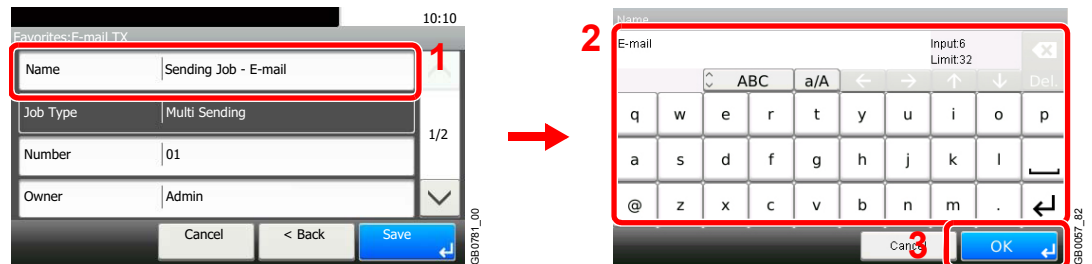 10:10
Favorites:E-mail TX
Name Sending Job - E-mail
1
Job Type Multi Sending
1/2
Number 01
Owner Admin
Cancel < Back Save
GB0781_00
Name
2
E-mail Input:6
Limit:32
ABC a/A ← → ↑ ↓ Del.
q w e r t y u i o p
a s d f g h j k l
@ z x c v b n m .
Cancel OK
3
GB0057_82